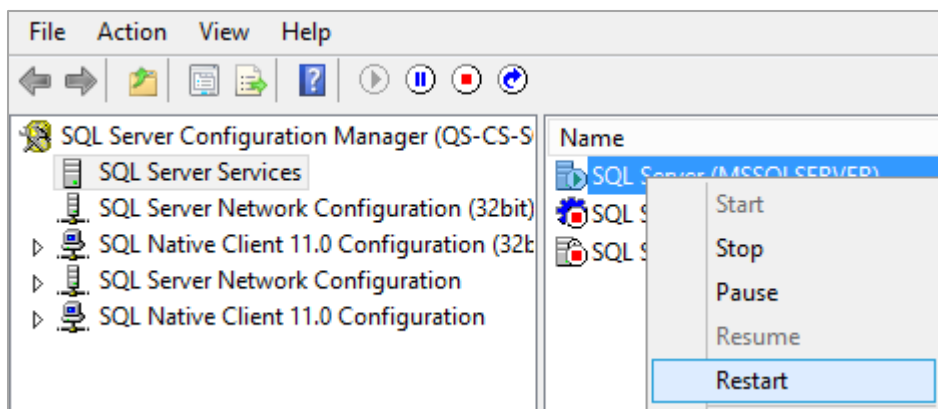 File Action View Help
SQL Server Configuration Manager (QS-CS-S
SQL Server Services
SQL Server Network Configuration (32bit)
SQL Native Client 11.0 Configuration (32b
SQL Server Network Configuration
SQL Native Client 11.0 Configuration
Name
SQL Server (MSSQLSERVER)
SQL S
SQL S
Start
Stop
Pause
Resume
Restart